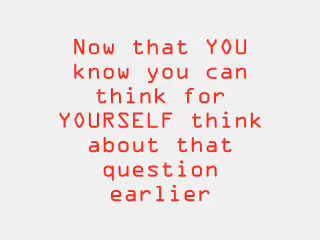 Now that YOU
know you can
think for
YOURSELF think
about that
question
earlier